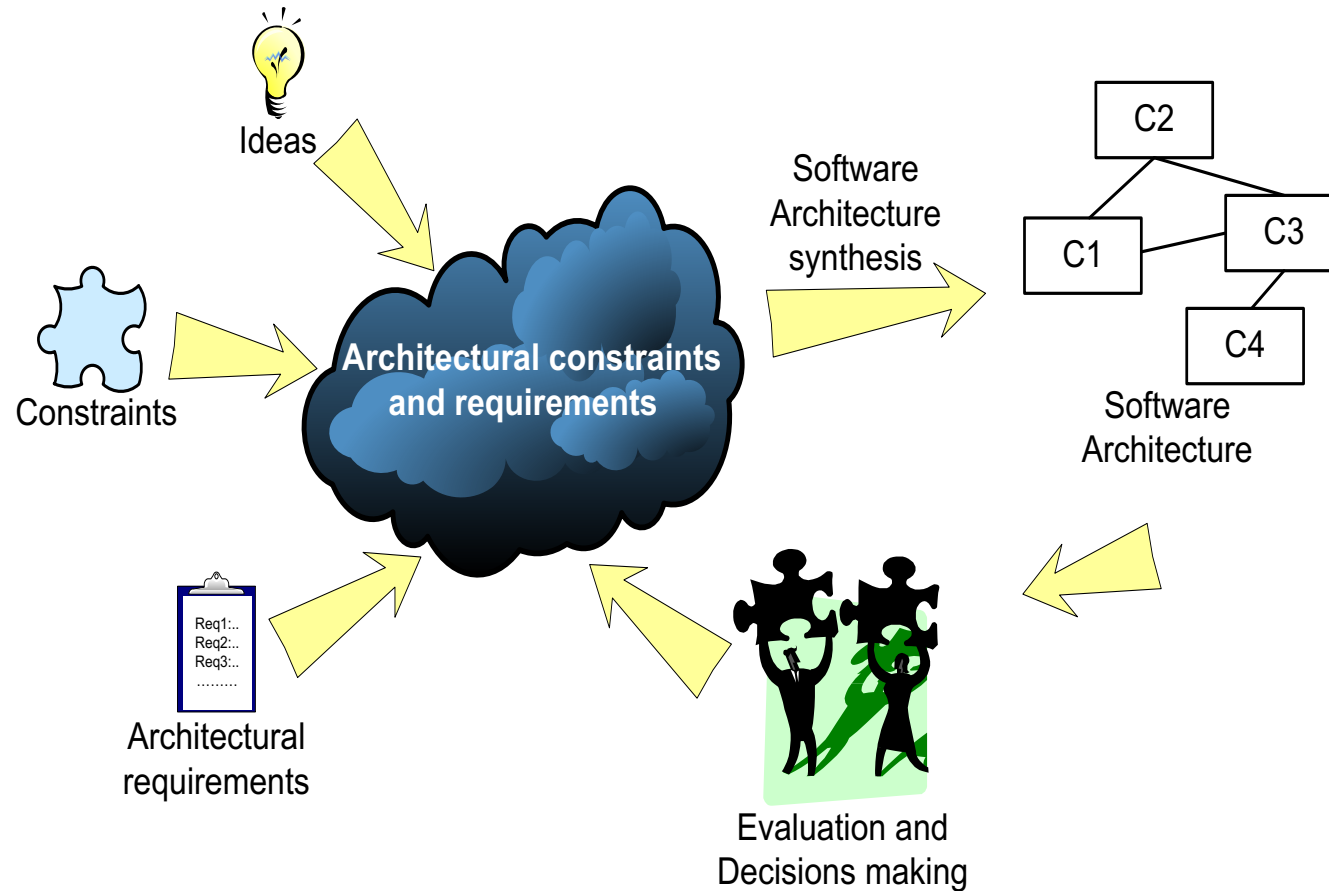 Ideas
Software
Architecture
synthesis
C2
C1
C3
C4
Software
Architecture
Constraints
Architectural constraints
and requirements
Req1:..
Req2:..
Req3:..
.........
Architectural
requirements
Evaluation and
Decisions making